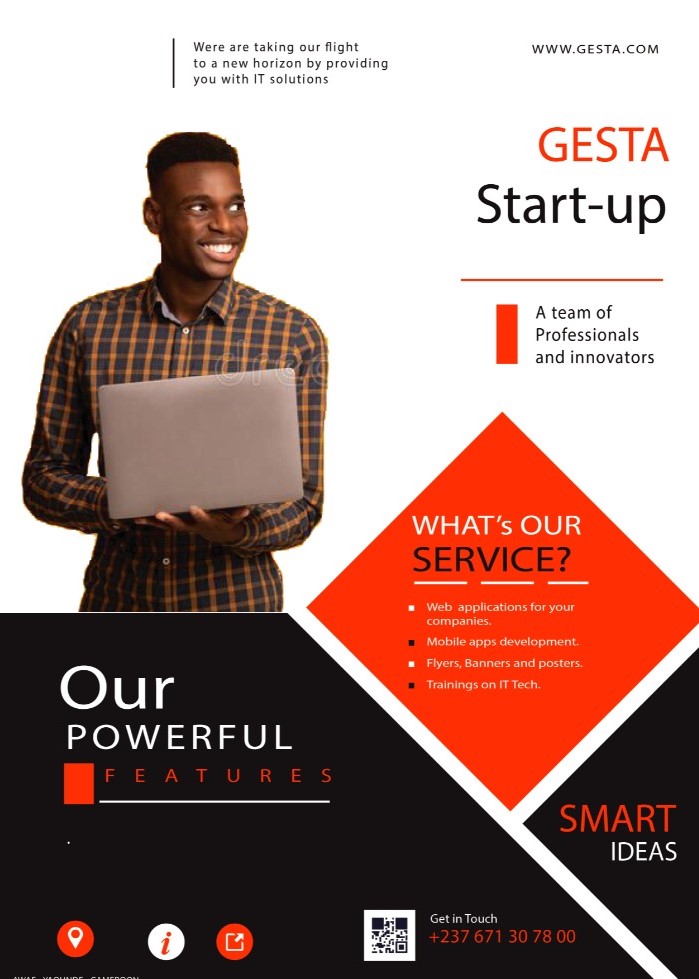 Were are taking our flight
to a new horizon by providing
you with IT solutions
WWW.GESTA.COM
GESTA
Start-up
A team of
Professionals
and innovators
WHAT's OUR
SERVICE?
Web applications for your
companies.
Mobile apps development.
Flyers, Banners and posters.
Trainings on IT Tech.
Our
POWERFUL
FEATURES
SMART
IDEAS
Get in Touch
+237 671 30 78 00
AWAE - YAOUNDE - CAMEROON